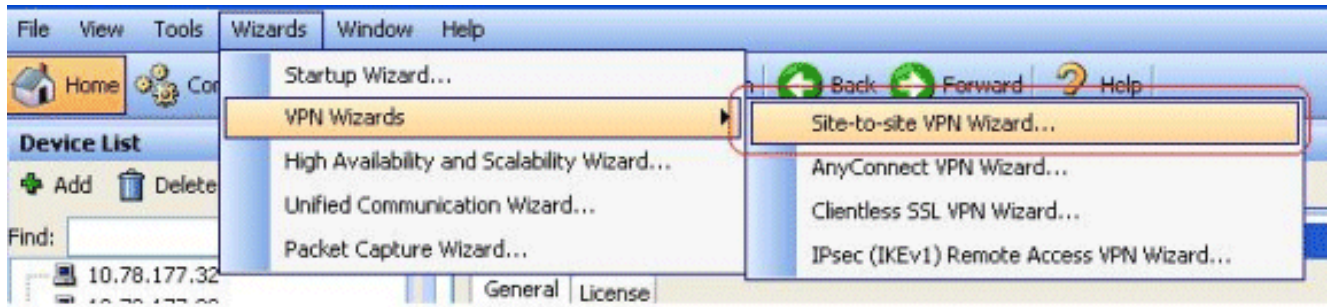 File View Tools Wizards Window Help
Home Back Forward Help
Startup Wizard...
VPN Wizards
High Availability and Scalability Wizard...
Unified Communication Wizard...
Packet Capture Wizard...
Site-to-site VPN Wizard...
AnyConnect VPN Wizard...
Clientless SSL VPN Wizard...
IPsec (IKEv1) Remote Access VPN Wizard...
Device List
Add Delete
Find:
10.78.177.32
General License